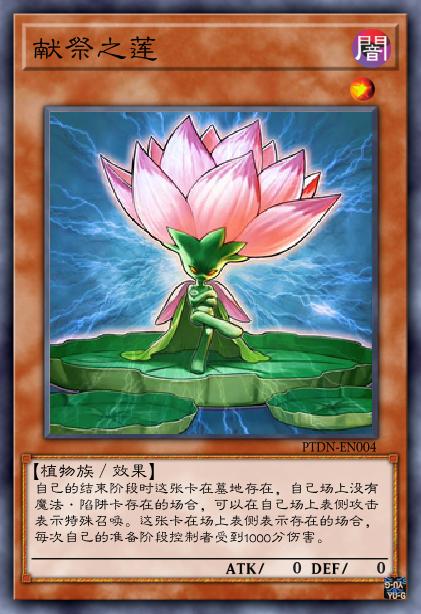 献祭之莲
闇
PTDN-EN004
【植物族／效果】
自己的结束阶段时这张卡在墓地存在，自己场上没有
魔法·陷阱卡存在的场合，可以在自己场上表侧攻击
表示特殊召唤。这张卡在场上表侧表示存在的场合，
每次自己的准备阶段控制者受到1000分伤害。
ATK/ 0 DEF/ 0